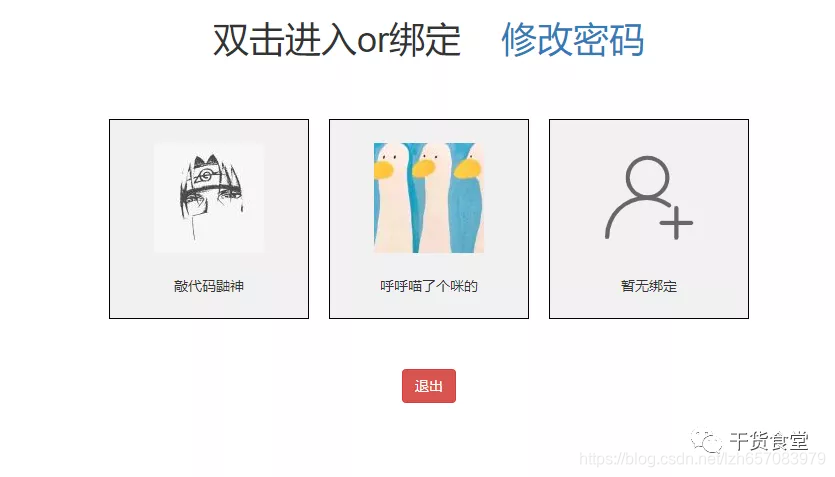 双击进入or绑定 修改密码
敲代码鼬神
呼呼喵了个咪的
暂无绑定
退出
干货食堂
https://blog.csdn.net/lzh657083979